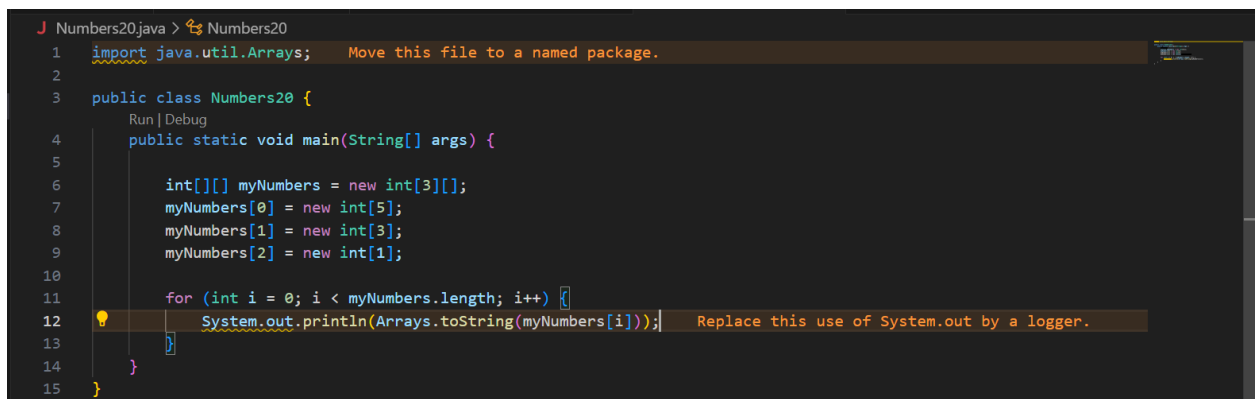 J Numbers20.java > Numbers20
1 import java.util.Arrays; Move this file to a named package.
2
3 public class Numbers20 {
Run | Debug
4 public static void main(String[] args) {
5
6 int[][] myNumbers = new int[3][];
7 myNumbers[0] = new int[5];
8 myNumbers[1] = new int[3];
9 myNumbers[2] = new int[1];
10
11 for (int i = 0; i < myNumbers.length; i++) {
12 System.out.println(Arrays.toString(myNumbers[i])); Replace this use of System.out by a logger.
13 }
14 }
15 }